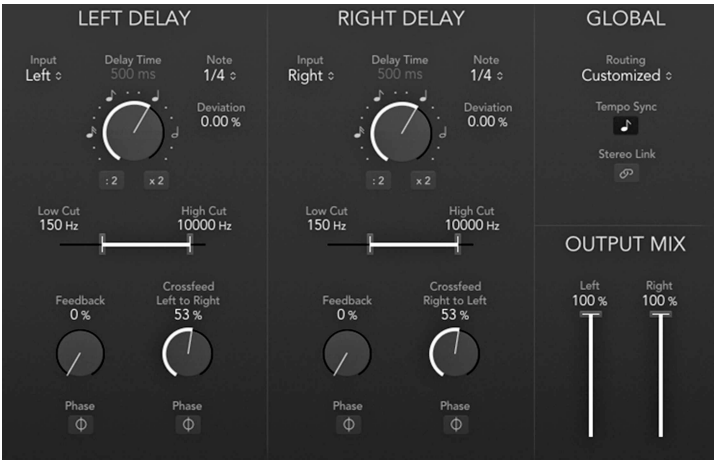 LEFT DELAY
Input
Left
Delay Time
500 ms
Note
1/4
Deviation
0.00 %
: 2
x 2
Low Cut
150 Hz
High Cut
10000 Hz
Feedback
0 %
Crossfeed
Left to Right
53 %
Phase
Phase
RIGHT DELAY
Input
Right
Delay Time
500 ms
Note
1/4
Deviation
0.00 %
: 2
x 2
Low Cut
150 Hz
High Cut
10000 Hz
Feedback
0 %
Crossfeed
Right to Left
53 %
Phase
Phase
GLOBAL
Routing
Customized
Tempo Sync
Stereo Link
OUTPUT MIX
Left
100 %
Right
100 %